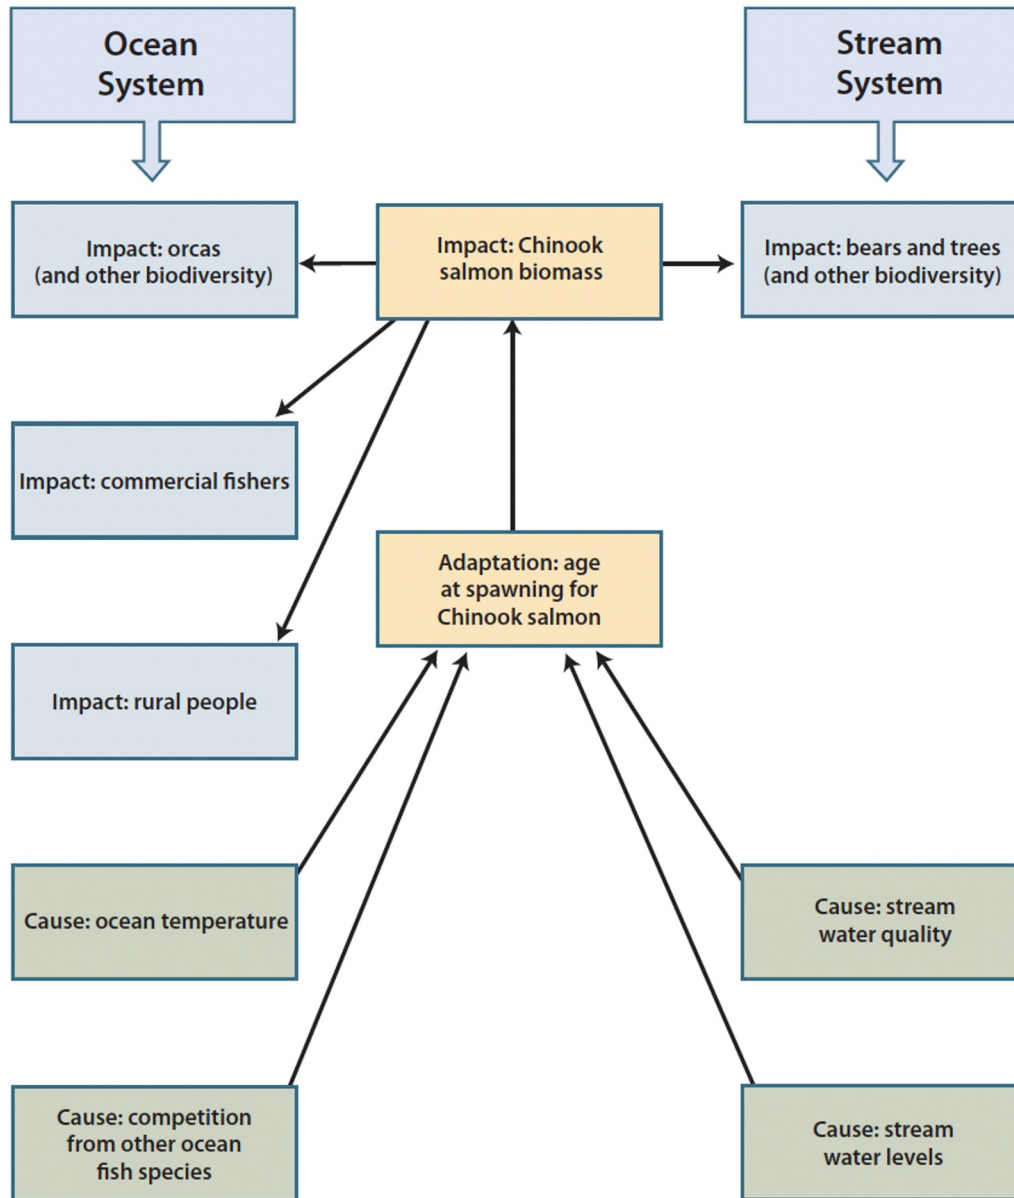 Ocean
System
Stream
System
Impact: orcas
(and other biodiversity)
Impact: Chinook
salmon biomass
Impact: bears and trees
(and other biodiversity)
Impact: commercial fishers
Adaptation: age
at spawning for
Chinook salmon
Impact: rural people
Cause: ocean temperature
Cause: stream
water quality
Cause: competition
from other ocean
fish species
Cause: stream
water levels